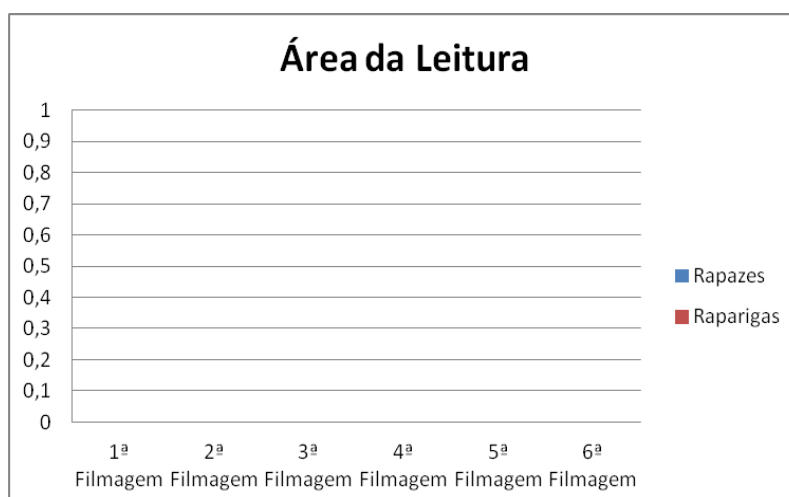 Área da Leitura
1
0,9
0,8
0,7
0,6
0,5
0,4
0,3
0,2
0,1
0
1ª 2ª 3ª 4ª 5ª 6ª
Filmagem Filmagem Filmagem Filmagem Filmagem Filmagem
Rapazes
Raparigas